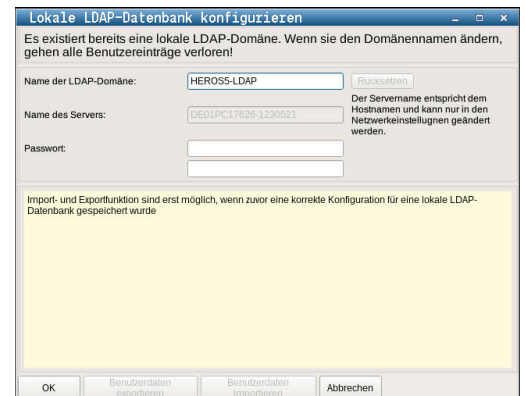 Lokale LDAP-Datenbank konfigurieren
Es existiert bereits eine lokale LDAP-Domäne. Wenn sie den Domänennamen ändern,
gehen alle Benutzereinträge verloren!
Name der LDAP-Domäne:
HEROS5-LDAP
Rücksetzen
Name des Servers:
DE01PC17626-1230521
Der Servername entspricht dem
Hostnamen und kann nur in den
Netzwerkeinstellugnen geändert
werden.
Passwort:
Import- und Exportfunktion sind erst möglich, wenn zuvor eine korrekte Konfiguration für eine lokale LDAP-
Datenbank gespeichert wurde
OK
Benutzerdaten
exportieren
Benutzerdaten
importieren
Abbrechen